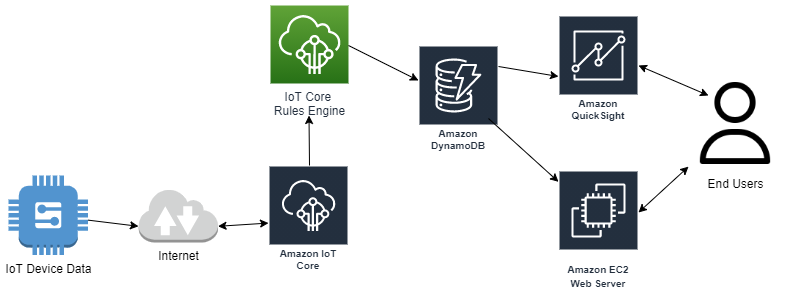 IoT Core
Rules Engine
Amazon
QuickSight
Amazon
DynamoDB
End Users
Amazon IoT
Core
Internet
IoT Device Data
Amazon EC2
Web Server